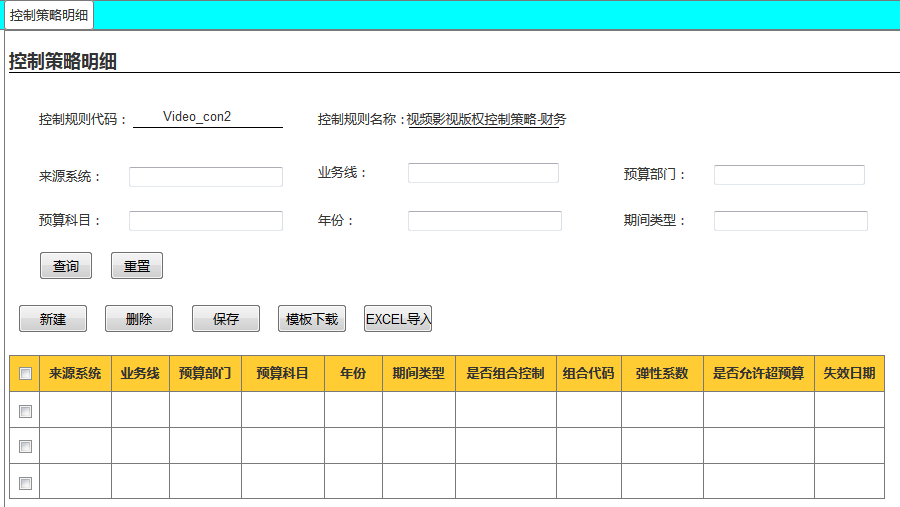 控制策略明细
控制策略明细
控制规则代码： Video_con2 控制规则名称：视频影视版权控制策略-财务
来源系统： 业务线： 预算部门：
预算科目： 年份： 期间类型：
查询 重置
新建 删除 保存 模板下载 EXCEL导入
来源系统 业务线 预算部门 预算科目 年份 期间类型 是否组合控制 组合代码 弹性系数 是否允许超预算 失效日期